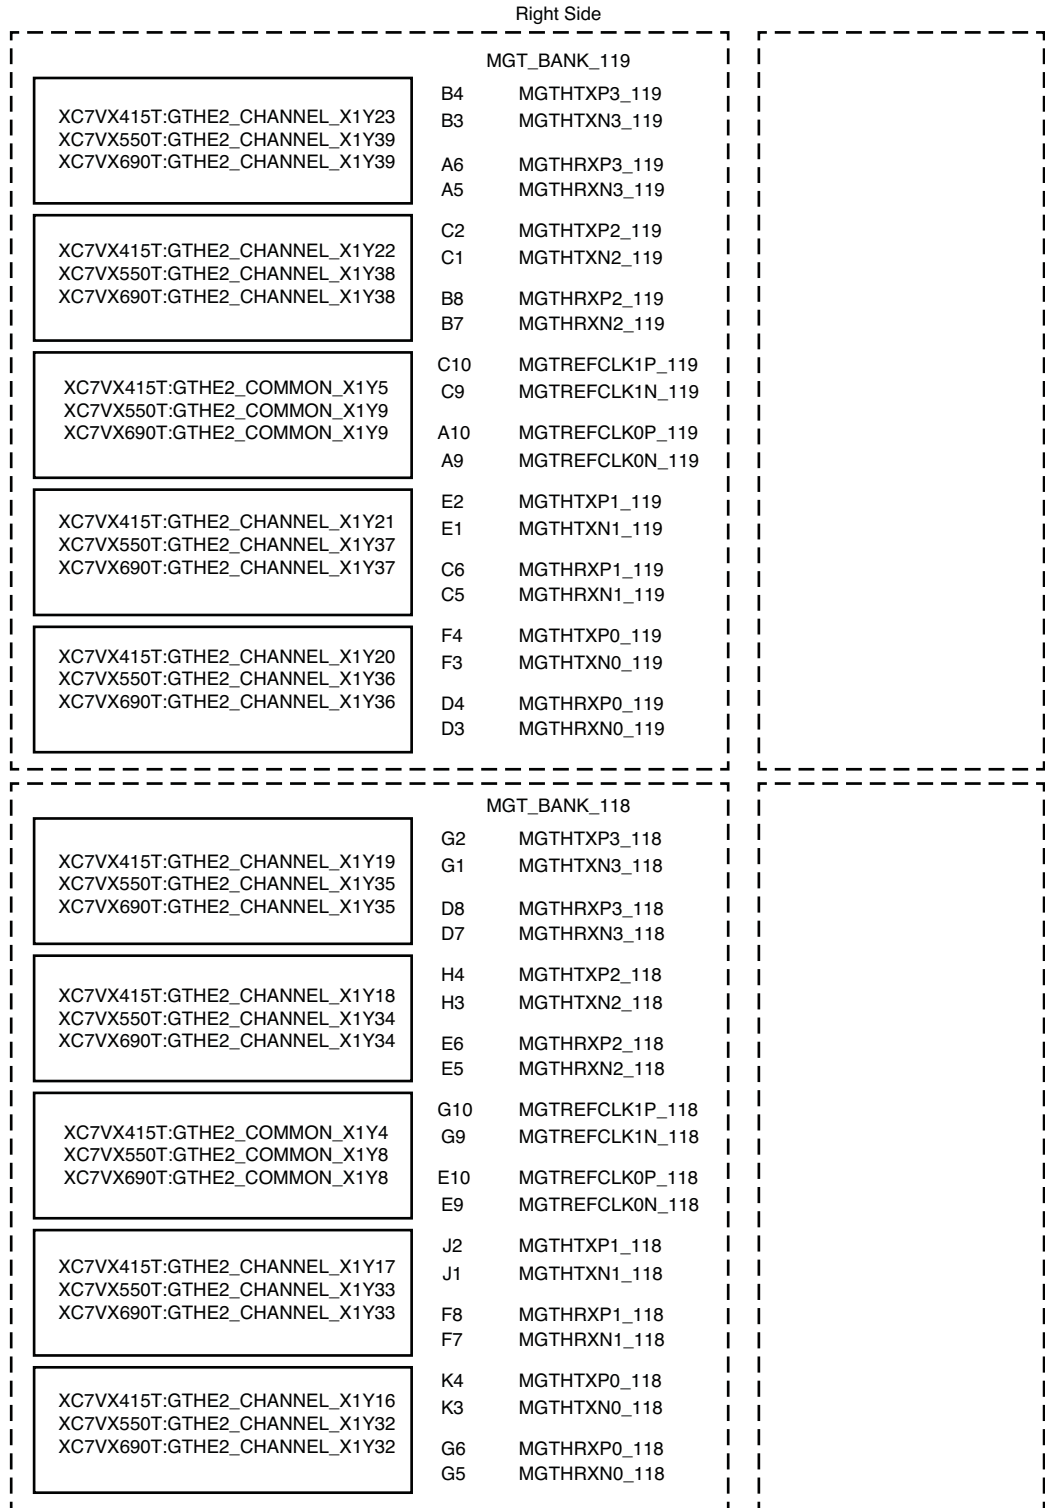 Right Side
MGT_BANK_119
XC7VX415T:GTHE2_CHANNEL_X1Y23
XC7VX550T:GTHE2_CHANNEL_X1Y39
XC7VX690T:GTHE2_CHANNEL_X1Y39
B4 MGTHTXP3_119
B3 MGTHTXN3_119
A6 MGTHRXP3_119
A5 MGTHRXN3_119
XC7VX415T:GTHE2_CHANNEL_X1Y22
XC7VX550T:GTHE2_CHANNEL_X1Y38
XC7VX690T:GTHE2_CHANNEL_X1Y38
C2 MGTHTXP2_119
C1 MGTHTXN2_119
B8 MGTHRXP2_119
B7 MGTHRXN2_119
XC7VX415T:GTHE2_COMMON_X1Y5
XC7VX550T:GTHE2_COMMON_X1Y9
XC7VX690T:GTHE2_COMMON_X1Y9
C10 MGTREFCLK1P_119
C9 MGTREFCLK1N_119
A10 MGTREFCLK0P_119
A9 MGTREFCLK0N_119
XC7VX415T:GTHE2_CHANNEL_X1Y21
XC7VX550T:GTHE2_CHANNEL_X1Y37
XC7VX690T:GTHE2_CHANNEL_X1Y37
E2 MGTHTXP1_119
E1 MGTHTXN1_119
C6 MGTHRXP1_119
C5 MGTHRXN1_119
XC7VX415T:GTHE2_CHANNEL_X1Y20
XC7VX550T:GTHE2_CHANNEL_X1Y36
XC7VX690T:GTHE2_CHANNEL_X1Y36
F4 MGTHTXP0_119
F3 MGTHTXN0_119
D4 MGTHRXP0_119
D3 MGTHRXN0_119
MGT_BANK_118
XC7VX415T:GTHE2_CHANNEL_X1Y19
XC7VX550T:GTHE2_CHANNEL_X1Y35
XC7VX690T:GTHE2_CHANNEL_X1Y35
G2 MGTHTXP3_118
G1 MGTHTXN3_118
D8 MGTHRXP3_118
D7 MGTHRXN3_118
XC7VX415T:GTHE2_CHANNEL_X1Y18
XC7VX550T:GTHE2_CHANNEL_X1Y34
XC7VX690T:GTHE2_CHANNEL_X1Y34
H4 MGTHTXP2_118
H3 MGTHTXN2_118
E6 MGTHRXP2_118
E5 MGTHRXN2_118
XC7VX415T:GTHE2_COMMON_X1Y4
XC7VX550T:GTHE2_COMMON_X1Y8
XC7VX690T:GTHE2_COMMON_X1Y8
G10 MGTREFCLK1P_118
G9 MGTREFCLK1N_118
E10 MGTREFCLK0P_118
E9 MGTREFCLK0N_118
XC7VX415T:GTHE2_CHANNEL_X1Y17
XC7VX550T:GTHE2_CHANNEL_X1Y33
XC7VX690T:GTHE2_CHANNEL_X1Y33
J2 MGTHTXP1_118
J1 MGTHTXN1_118
F8 MGTHRXP1_118
F7 MGTHRXN1_118
XC7VX415T:GTHE2_CHANNEL_X1Y16
XC7VX550T:GTHE2_CHANNEL_X1Y32
XC7VX690T:GTHE2_CHANNEL_X1Y32
K4 MGTHTXP0_118
K3 MGTHTXN0_118
G6 MGTHRXP0_118
G5 MGTHRXN0_118